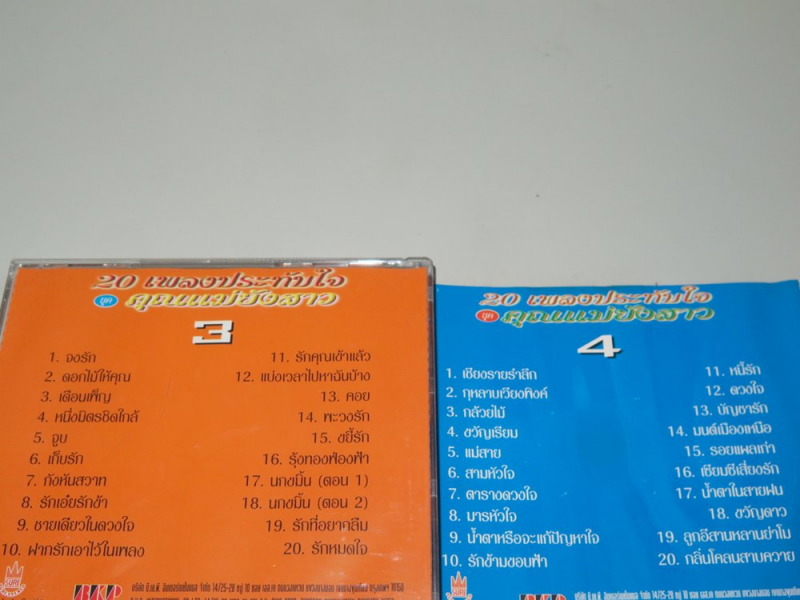 20 เพลงประทับใจ
ชุด คุณแม่ยังสาว
3
1. จงรัก
2. ดอกไม้ให้คุณ
3. เดือนเพ็ญ
4. หนึ่งมิตรชิดใกล้
5. จูบ
6. เก็บรัก
7. กังหันสวาท
8. รักเอ๋ยรักข้า
9. ชายเดียวในดวงใจ
10. ฝากรักเอาไว้ในเพลง
11. รักคุณเข้าแล้ว
12. แบ่งเวลาไปหาฉันบ้าง
13. คอย
14. พะวงรัก
15. ขยี้รัก
16. รุ้งทองฟ่องฟ้า
17. นกขมิ้น (ตอน 1)
18. นกขมิ้น (ตอน 2)
19. รักที่อยากลืม
20. รักหมดใจ
20 เพลงประทับใจ
ชุด คุณแม่ยังสาว
4
1. เชียงรายรำลึก
2. กุหลาบเวียงพิงค์
3. กล้วยไม้
4. ขวัญเรียม
5. แม่สาย
6. สามหัวใจ
7. ดารางดวงใจ
8. มารหัวใจ
9. น้ำตาหรือจะแก้ปัญหาใจ
10. รักข้ามขอบฟ้า
11. หนี้รัก
12. ดวงใจ
13. บัญชารัก
14. มนต์เมืองเหนือ
15. รอยแผลเก่า
16. เซียมซีเสี่ยงรัก
17. น้ำตาในสายฝน
18. ขวัญดาว
19. ลูกอีสานหลานย่าโม
20. กลิ่นโคลนสาบควาย